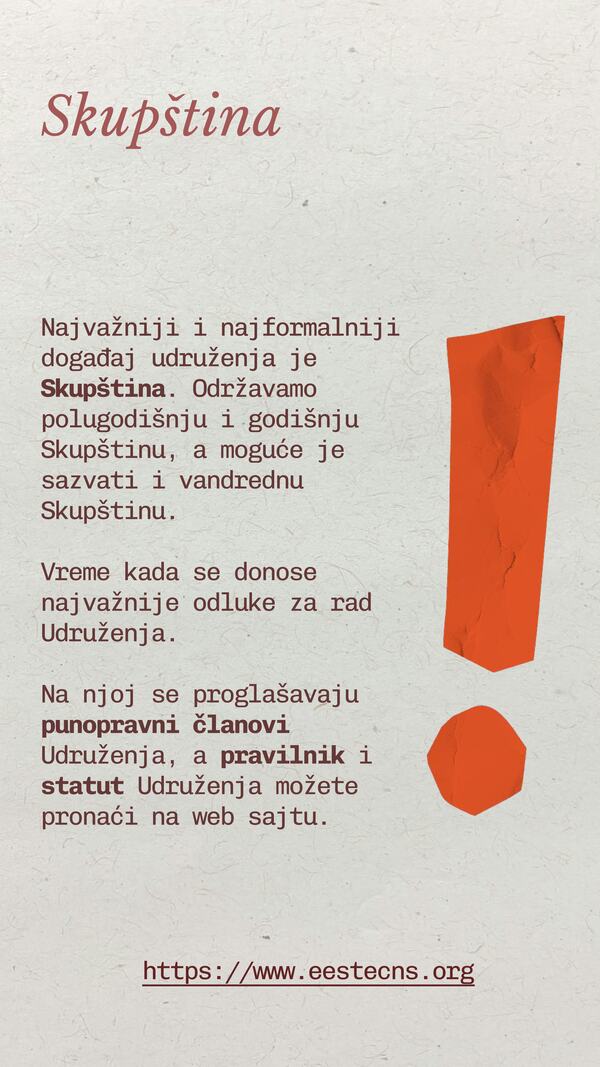 Skupština
Najvažniji i najformalniji
događaj udruženja je
Skupština. Održavamo
polugodišnju i godišnju
Skupštinu, a moguće je
sazvati i vandrednu
Skupštinu.
Vreme kada se donose
najvažnije odluke za rad
Udruženja.
Na njoj se proglašavaju
punopravni članovi
Udruženja, a pravilnik i
statut Udruženja možete
pronaći na web sajtu.
https://www.eestecns.org